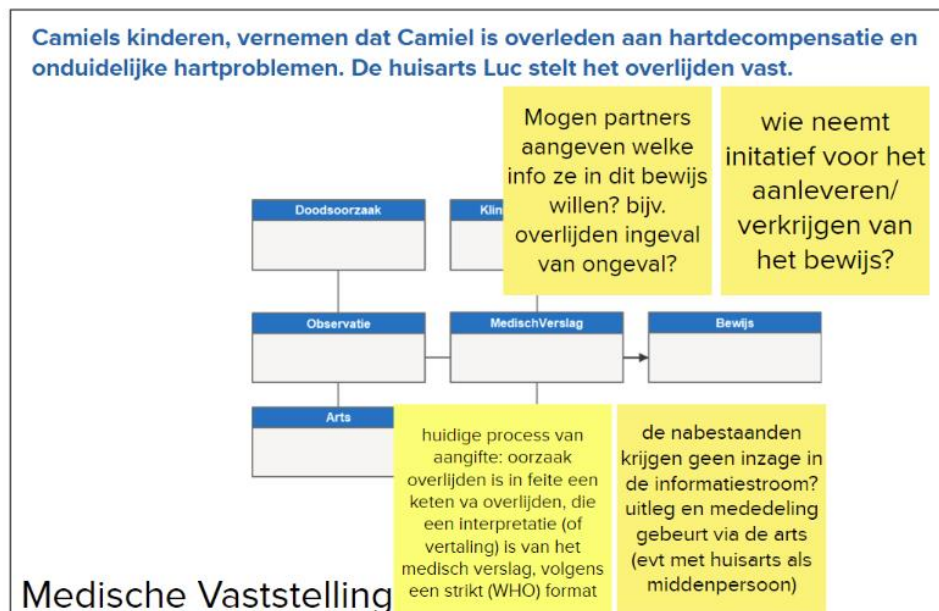 Camiels kinderen, vernemen dat Camiel is overleden aan hartdecompensatie en
onduidelijke hartproblemen. De huisarts Luc stelt het overlijden vast.
Mogen partners
aangeven welke
info ze in dit bewijs
willen? bijv.
overlijden ingeval
van ongeval?
wie neemt
initatief voor het
aanleveren/
verkrijgen van
het bewijs?
Doodsoorzaak
Observatie
MedischVerslag
Bewijs
Arts
huidige process van
aangifte: oorzaak
overlijden is in feite een
keten va overlijden, die
een interpretatie (of
vertaling) is van het
medisch verslag, volgens
een strikt (WHO) format
de nabestaanden
krijgen geen inzage in
de informatiestroom?
uitleg en mededeling
gebeurt via de arts
(evt met huisarts als
middenpersoon)
Medische Vaststelling